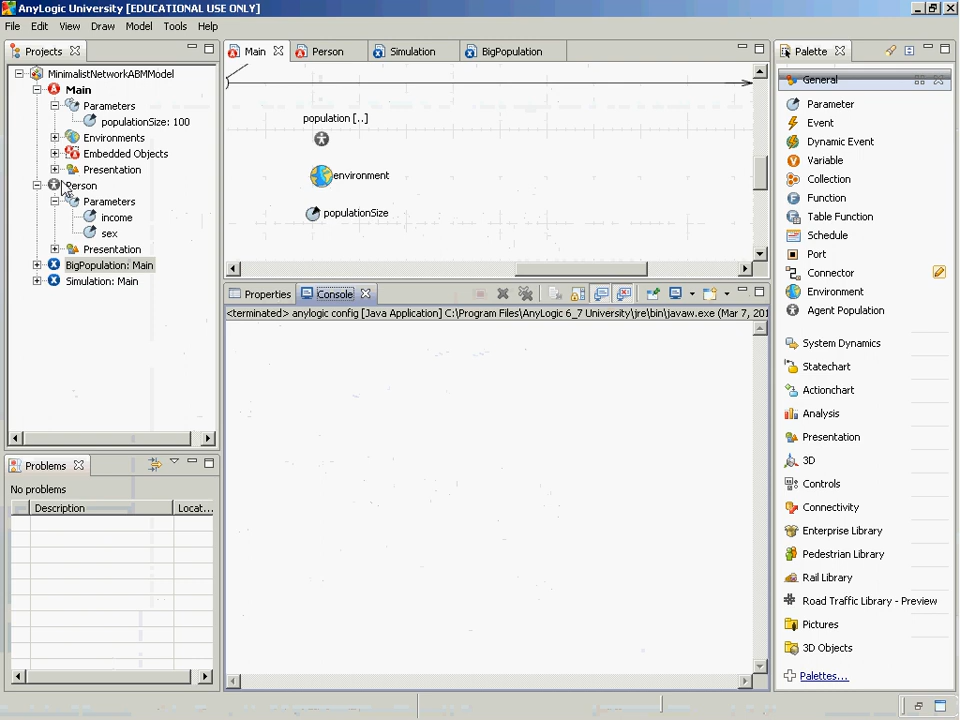 AnyLogic University [EDUCATIONAL USE ONLY]
File Edit View Draw Model Tools Help
Projects
MinimalistNetworkABMModel
Main
Parameters
populationSize: 100
Environments
Embedded Objects
Presentation
Person
Parameters
income
sex
Presentation
BigPopulation: Main
Simulation: Main
Problems
No problems
Description Locat...
Main Person Simulation BigPopulation
population [..]
environment
populationSize
Properties Console
<terminated> anylogic config [Java Application] C:\Program Files\AnyLogic 6_7 University\jre\bin\javaw.exe (Mar 7, 201
Palette
General
Parameter
Event
Dynamic Event
Variable
Collection
Function
Table Function
Schedule
Port
Connector
Environment
Agent Population
System Dynamics
Statechart
Actionchart
Analysis
Presentation
3D
Controls
Connectivity
Enterprise Library
Pedestrian Library
Rail Library
Road Traffic Library - Preview
Pictures
3D Objects
Palettes...